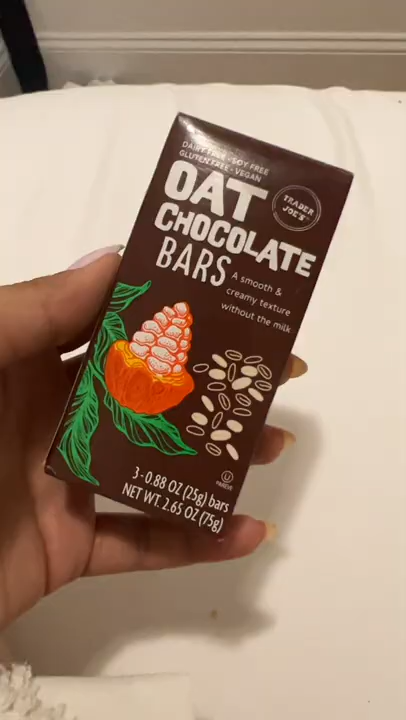 DAIRY FREE • SOY FREE
GLUTEN FREE • VEGAN
OAT
CHOCOLATE
BARS
TRADER
JOE'S
A smooth &
creamy texture
without the milk
U
PAREVE
3-0.88 OZ (25g) bars
NET WT. 2.65 OZ (75g)